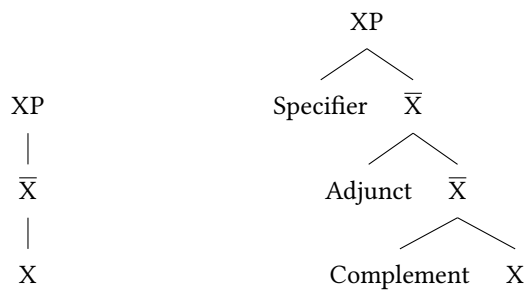 XP
Specifier X̅
XP
Adjunct X̅
X̅
Complement X
X